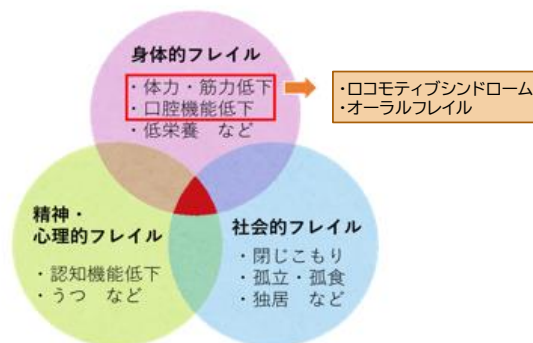 身体的フレイル
・体力・筋力低下
・口腔機能低下
・低栄養　など
・ロコモティブシンドローム
・オーラルフレイル
精神・
心理的フレイル
・認知機能低下
・うつ　など
社会的フレイル
・閉じこもり
・孤立・孤食
・独居　など